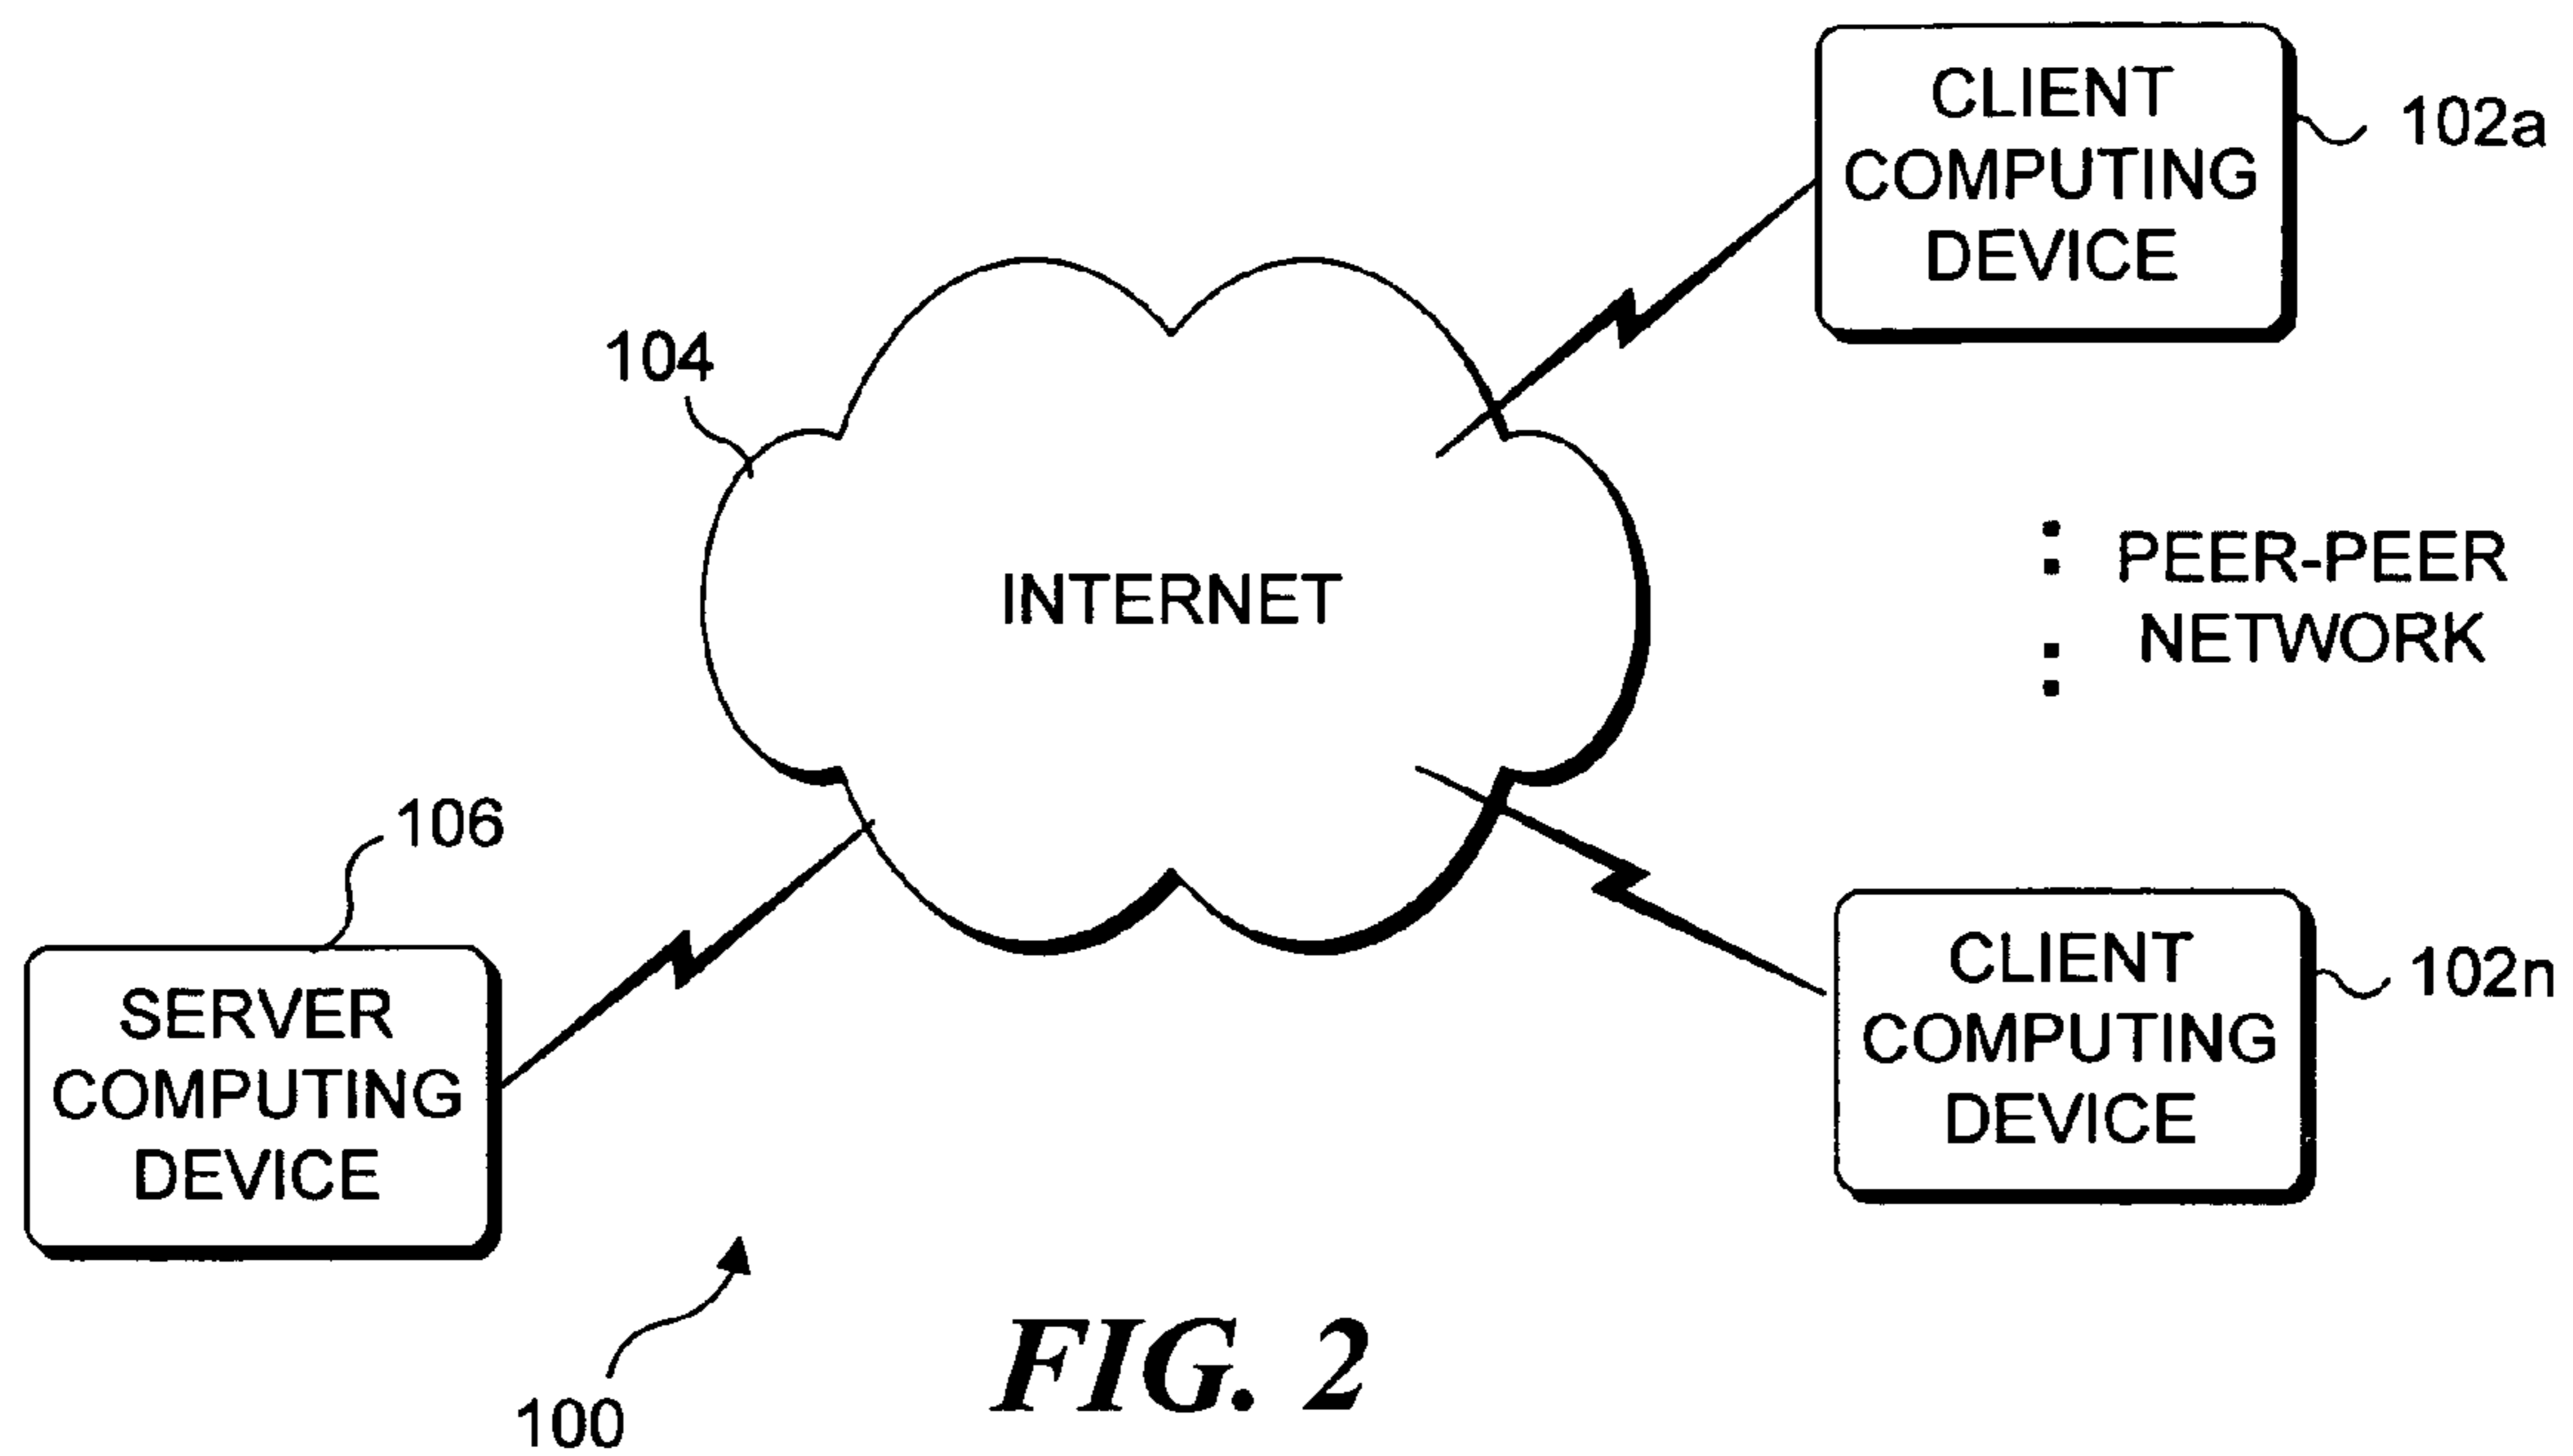 CLIENT
COMPUTING
DEVICE
102a
104
INTERNET
PEER-PEER
NETWORK
106
SERVER
COMPUTING
DEVICE
CLIENT
COMPUTING
DEVICE
102n
100
FIG. 2